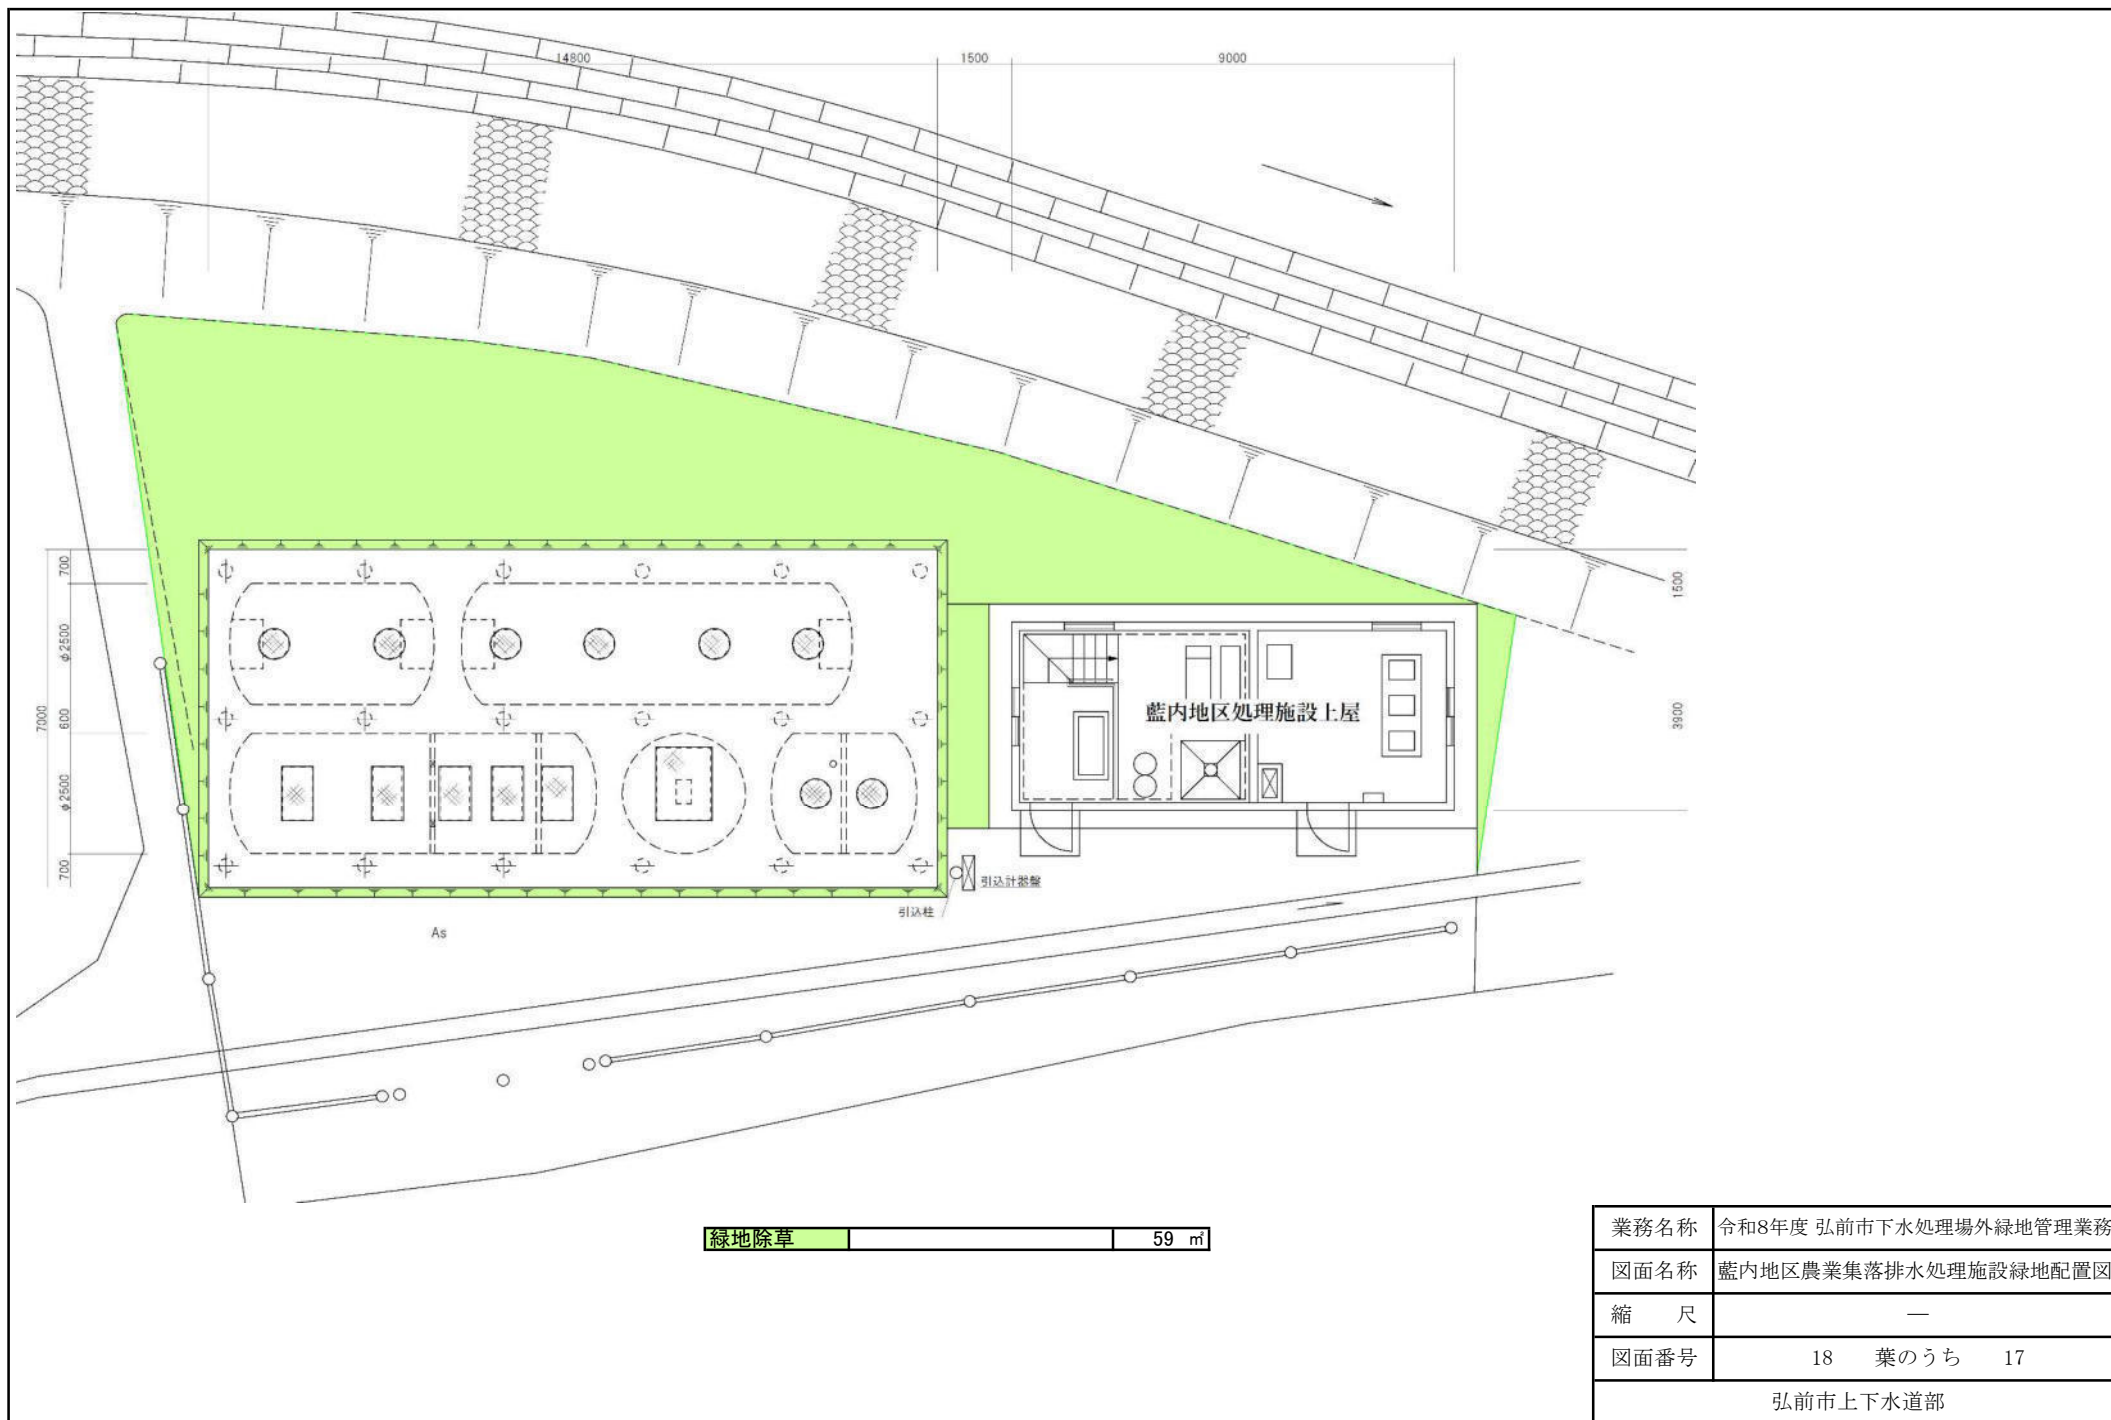 14800
1500
9000
700
φ2500
600
φ2500
700
7000
1500
3900
藍内地区処理施設上屋
引込計器盤
引込柱
As
緑地除草 59 ㎡
業務名称 令和8年度 弘前市下水処理場外緑地管理業務
図面名称 藍内地区農業集落排水処理施設緑地配置図
縮 尺 ―
図面番号 18 葉のうち 17
弘前市上下水道部